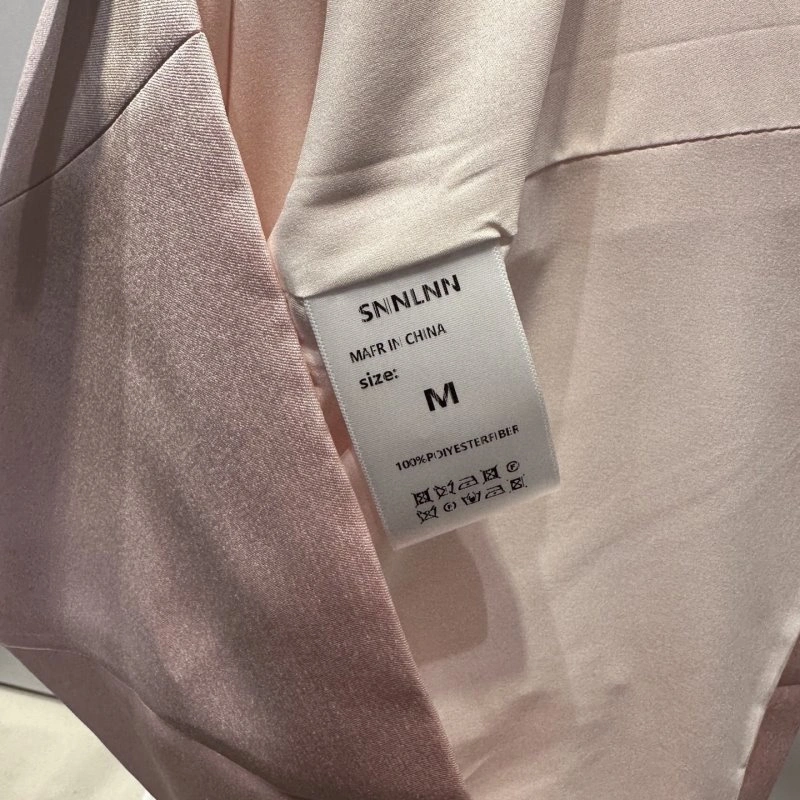 SNNLNN
MAFR IN CHINA
size:
M
100%POIYESTERFIBER